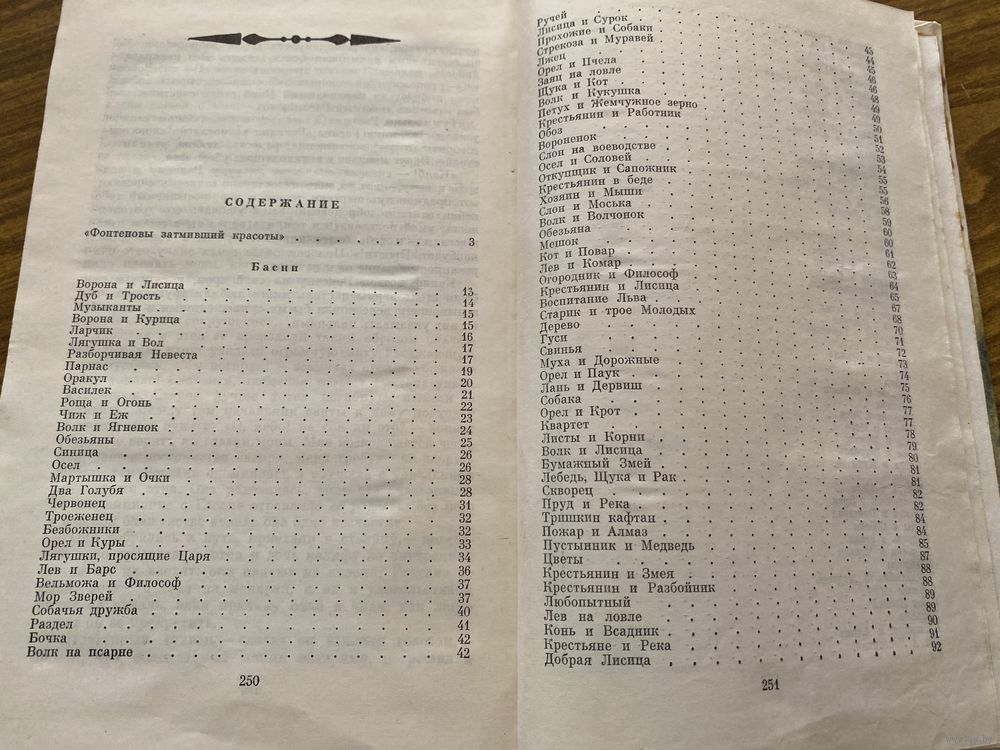 СОДЕРЖАНИЕ
«Фонтеновы затмивший красоты» . . . . . . . . 3
Басни
Ворона и Лисица 13
Дуб и Трость 14
Музыканты 15
Ворона и Курица 15
Ларчик 16
Лягушка и Вол 17
Разборчивая Невеста 17
Парнас 19
Оракул 20
Василек 21
Роща и Огонь 22
Чиж и Еж 23
Волк и Ягненок 24
Обезьяны 25
Синица 26
Осел 26
Мартышка и Очки 28
Два Голубя 28
Червонец 31
Троеженец 32
Безбожники 32
Орел и Куры 33
Лягушки, просящие Царя 34
Лев и Барс 36
Вельможа и Философ 37
Мор Зверей 37
Собачья дружба 40
Раздел 41
Бочка 42
Волк на псарне 42
250
Ручей 43
Лисица и Сурок 44
Прохожие и Собаки 45
Стрекоза и Муравей 46
Лжец 46
Орел и Пчела 48
Заяц на ловле 49
Щука и Кот 49
Волк и Кукушка 50
Петух и Жемчужное зерно 51
Крестьянин и Работник 52
Обоз 53
Вороненок 54
Слон на воеводстве 55
Осел и Соловей 55
Откупщик и Сапожник 56
Крестьянин в беде 58
Хозяин и Мыши 59
Слон и Моська 60
Волк и Волчонок 60
Обезьяна 61
Мешок 62
Кот и Повар 63
Лев и Комар 64
Огородник и Философ 65
Крестьянин и Лисица 67
Воспитание Льва 68
Старик и трое Молодых 70
Дерево 71
Гуси 72
Свинья 73
Муха и Дорожные 74
Орел и Паук 75
Лань и Дервиш 76
Собака 77
Орел и Крот 77
Квартет 78
Листы и Корни 79
Волк и Лисица 80
Бумажный Змей 81
Лебедь, Щука и Рак 81
Скворец 82
Пруд и Река 82
Тришкин кафтан 84
Пожар и Алмаз 84
Пустынник и Медведь 85
Цветы 87
Крестьянин и Змея 88
Крестьянин и Разбойник 88
Любопытный 89
Лев на ловле 89
Конь и Всадник 90
Крестьяне и Река 91
Добрая Лисица 92
251